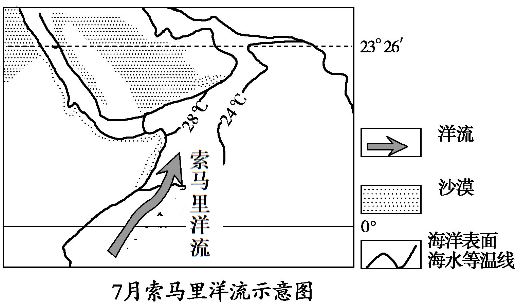 23°26′
28℃
24℃
索马里洋流
0°
洋流
沙漠
海洋表面
海水等温线
7月索马里洋流示意图